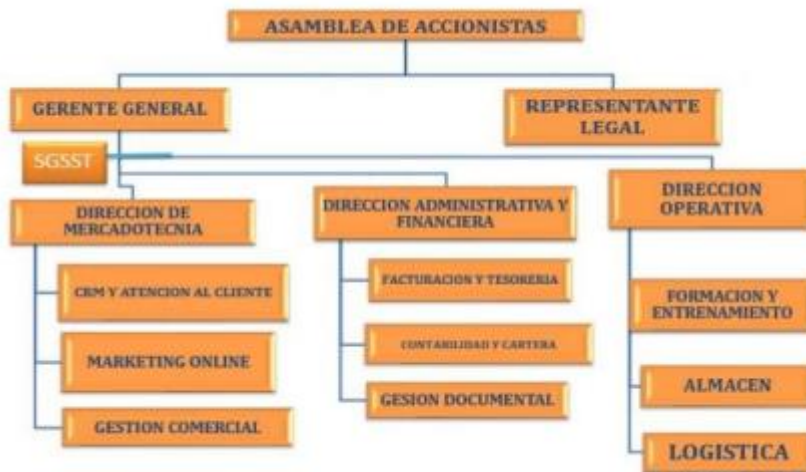 ASAMBLEA DE ACCIONISTAS
GERENTE GENERAL
REPRESENTANTE
LEGAL
SGSST
DIRECCION DE
MERCADOTECNIA
DIRECCION ADMINISTRATIVA Y
FINANCIERA
DIRECCION
OPERATIVA
CRM Y ATENCION AL CLIENTE
MARKETING ONLINE
GESTION COMERCIAL
FACTURACION Y TESORERIA
CONTABILIDAD Y CARTERA
GESION DOCUMENTAL
FORMACION Y
ENTRENAMIENTO
ALMACEN
LOGISTICA